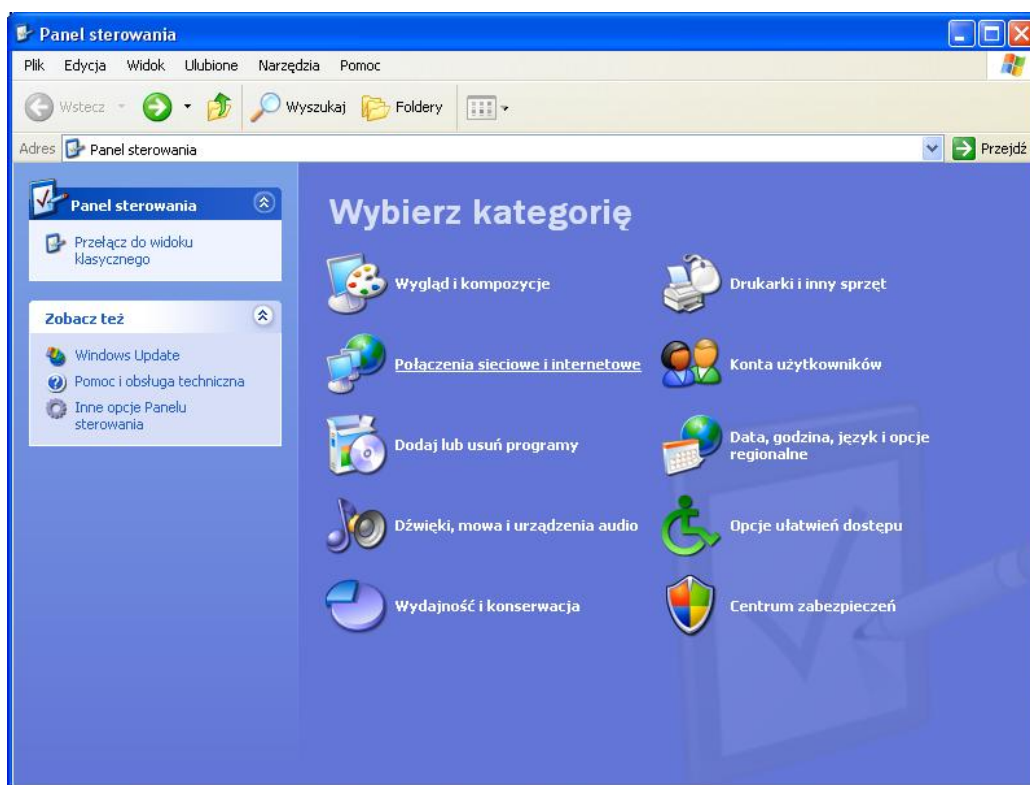 Panel sterowania
Plik Edycja Widok Ulubione Narzędzia Pomoc
Wstecz Wyszukaj Foldery
Adres Panel sterowania Przejdź
Panel sterowania
Przełącz do widoku
klasycznego
Zobacz też
Windows Update
Pomoc i obsługa techniczna
Inne opcje Panelu
sterowania
Wybierz kategorię
Wygląd i kompozycje
Drukarki i inny sprzęt
Połączenia sieciowe i internetowe
Konta użytkowników
Dodaj lub usuń programy
Data, godzina, język i opcje
regionalne
Dźwięki, mowa i urządzenia audio
Opcje ułatwień dostępu
Wydajność i konserwacja
Centrum zabezpieczeń